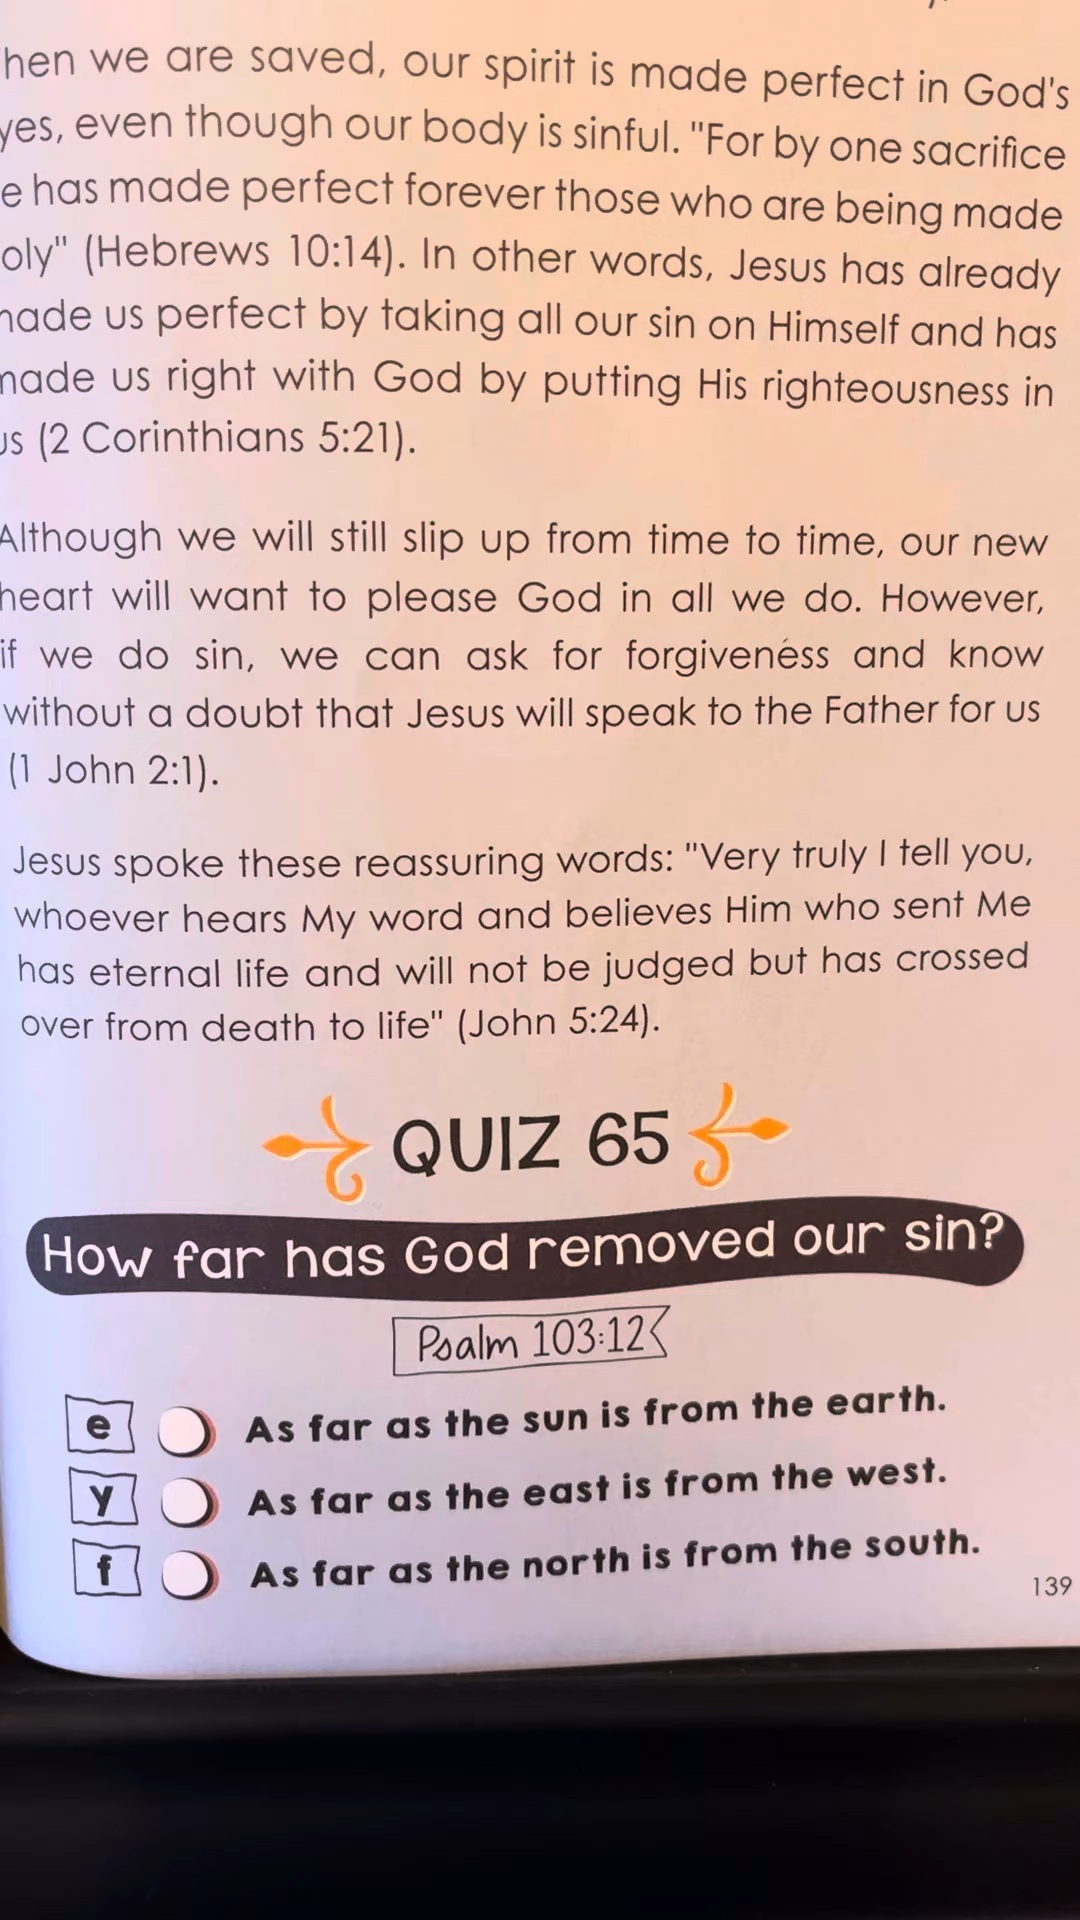 hen we are saved, our spirit is made perfect in God's
yes, even though our body is sinful. "For by one sacrifice
e has made perfect forever those who are being made
oly" (Hebrews 10:14). In other words, Jesus has already
nade us perfect by taking all our sin on Himself and has
nade us right with God by putting His righteousness in
us (2 Corinthians 5:21).
Although we will still slip up from time to time, our new
heart will want to please God in all we do. However,
if we do sin, we can ask for forgiveness and know
without a doubt that Jesus will speak to the Father for us
(1 John 2:1).
Jesus spoke these reassuring words: "Very truly I tell you,
whoever hears My word and believes Him who sent Me
has eternal life and will not be judged but has crossed
over from death to life" (John 5:24).
QUIZ 65
How far has God removed our sin?
Psalm 103:12
e As far as the sun is from the earth.
y As far as the east is from the west.
f As far as the north is from the south.
139